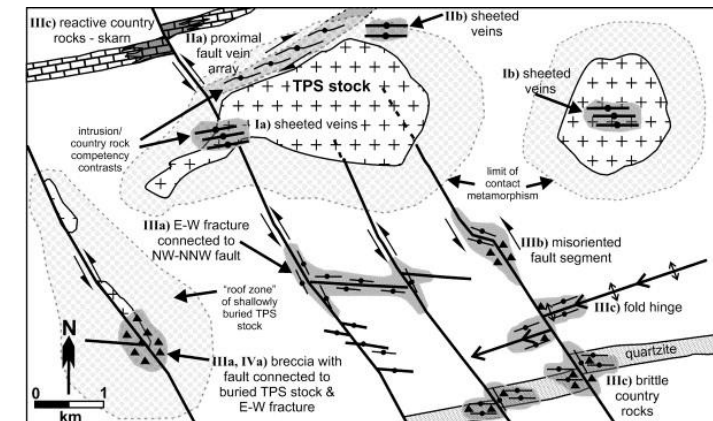 IIIc) reactive country
rocks - skarn
IIa) proximal
fault vein
array
IIb) sheeted
veins
TPS stock
Ib) sheeted
veins
intrusion/
country rock
competency
contrasts
Ia) sheeted veins
limit of
contact
metamorphism
IIIa) E-W fracture
connected to
NW-NNW fault
IIIb) misoriented
fault segment
"roof zone"
of shallowly
buried TPS
stock
IIIc) fold hinge
N
quartzite
IIIa, IVa) breccia with
fault connected to
buried TPS stock &
E-W fracture
IIIc) brittle
country
rocks
0 1
km